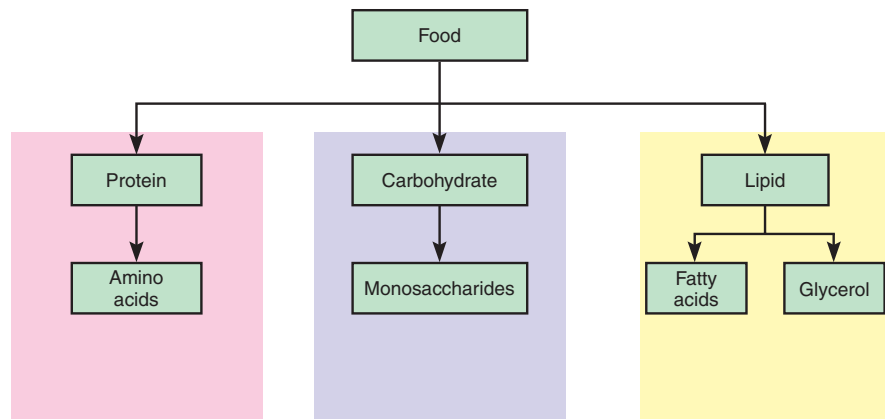 Food
Protein
Carbohydrate
Lipid
Amino
acids
Monosaccharides
Fatty
acids
Glycerol